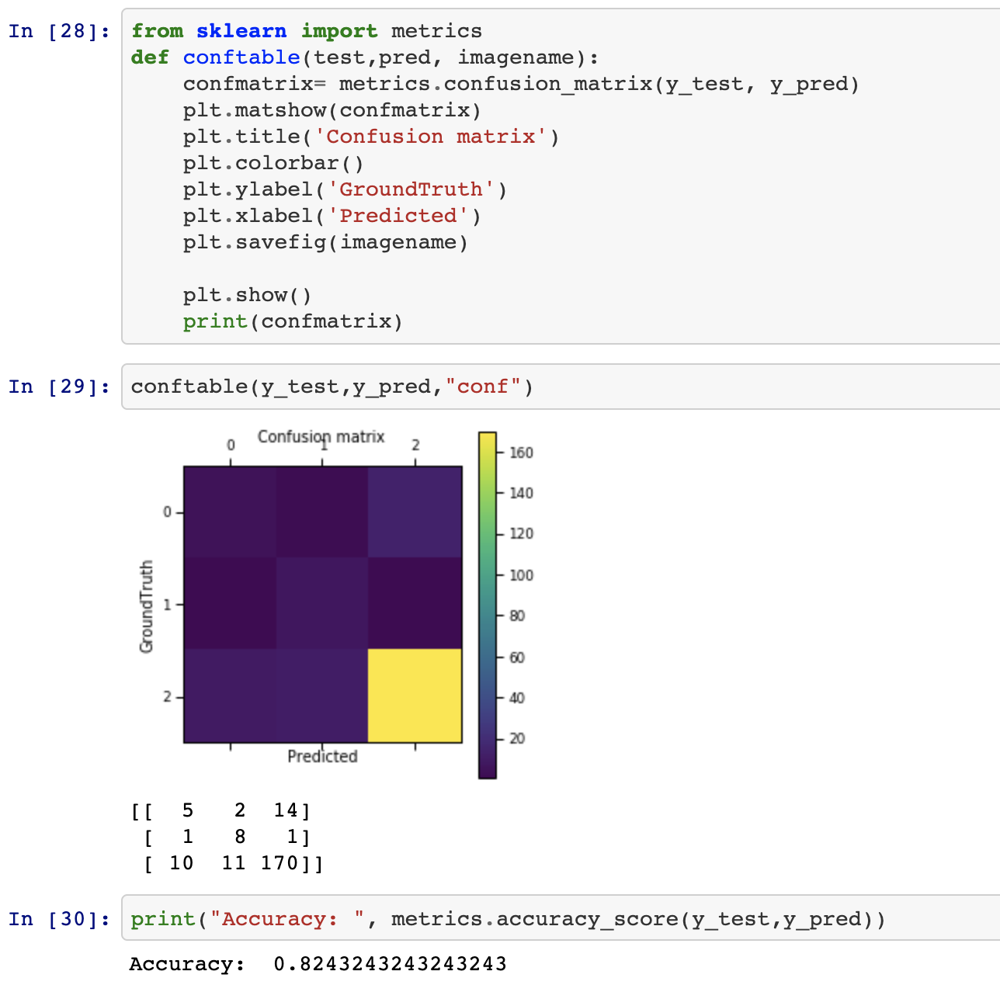 In [28]: from sklearn import metrics
def conftable(test,pred, imagename):
    confmatrix= metrics.confusion_matrix(y_test, y_pred)
    plt.matshow(confmatrix)
    plt.title('Confusion matrix')
    plt.colorbar()
    plt.ylabel('GroundTruth')
    plt.xlabel('Predicted')
    plt.savefig(imagename)
    plt.show()
    print(confmatrix)
In [29]: conftable(y_test,y_pred,"conf")
Confusion matrix
0 1 2
0
1
2
GroundTruth
Predicted
160
140
120
100
80
60
40
20
[[  5   2  14]
 [  1   8   1]
 [ 10  11 170]]
In [30]: print("Accuracy: ", metrics.accuracy_score(y_test,y_pred))
Accuracy:  0.8243243243243243